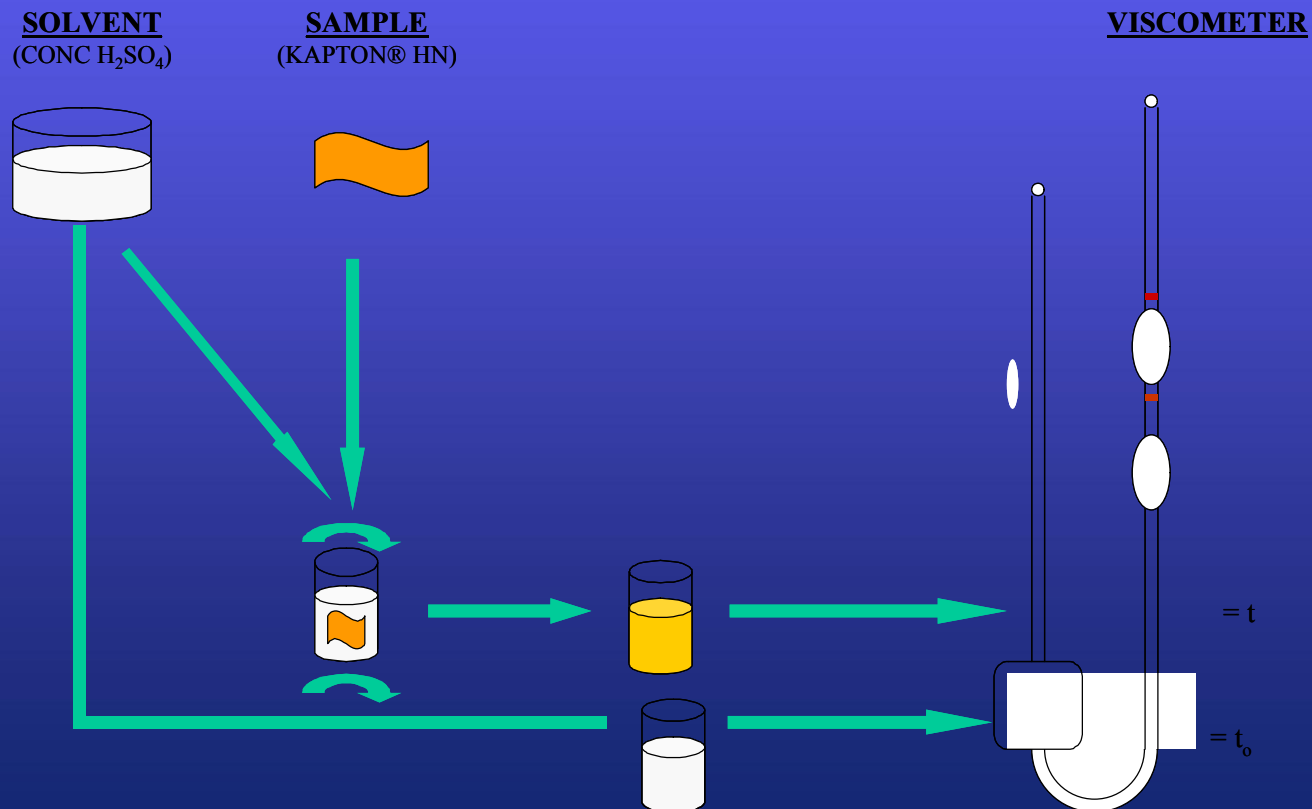 SOLVENT
(CONC H₂SO₄)
SAMPLE
(KAPTON® HN)
VISCOMETER
= t
= tₒ